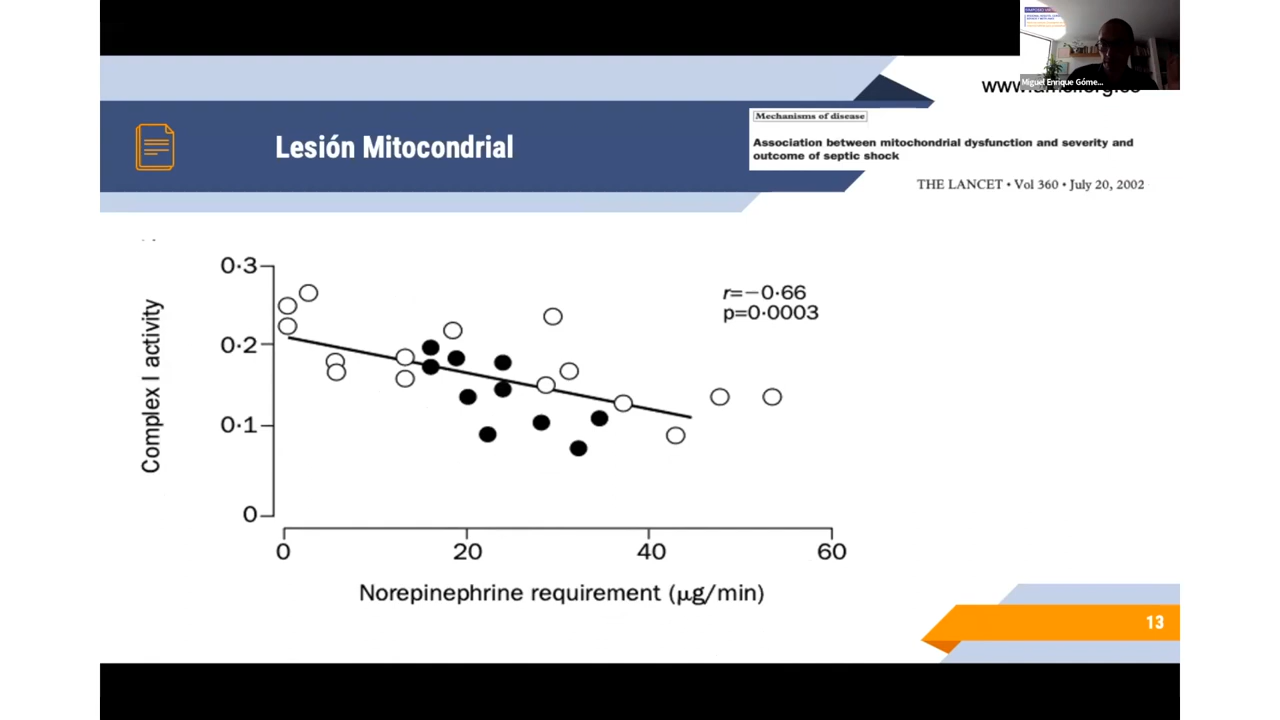 Miguel Enrique Góme...
Lesión Mitocondrial
Mechanisms of disease
Association between mitochondrial dysfunction and severity and
outcome of septic shock
THE LANCET • Vol 360 • July 20, 2002
0·3
0·2
0·1
0
Complex I activity
r=−0·66
p=0·0003
0
20
40
60
Norepinephrine requirement (μg/min)
13